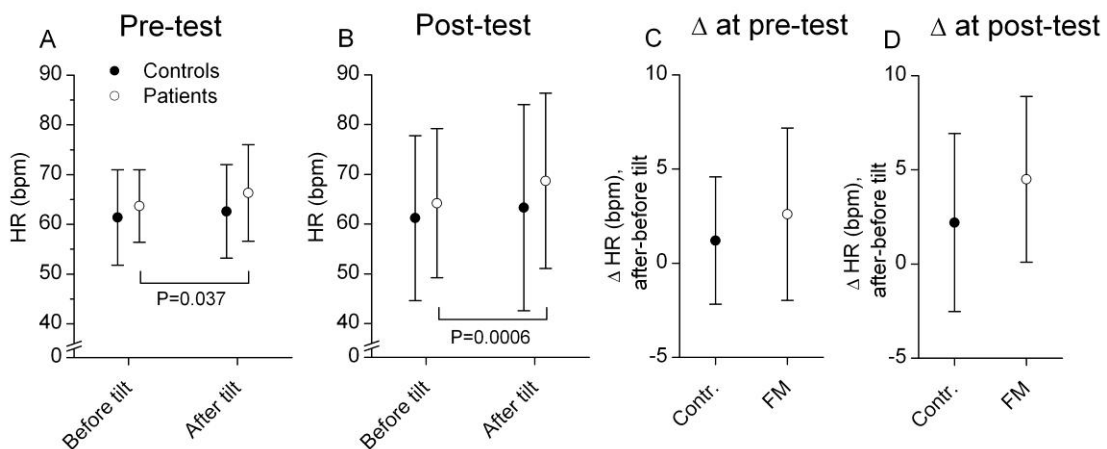 A
Pre-test
90
80
70
60
50
40
0
HR (bpm)
Controls
Patients
P=0.037
Before tilt
After tilt
B
Post-test
90
80
70
60
50
40
0
HR (bpm)
P=0.0006
Before tilt
After tilt
C
Δ at pre-test
10
5
0
-5
Δ HR (bpm),
after-before tilt
Contr.
FM
D
Δ at post-test
10
5
0
-5
Δ HR (bpm),
after-before tilt
Contr.
FM